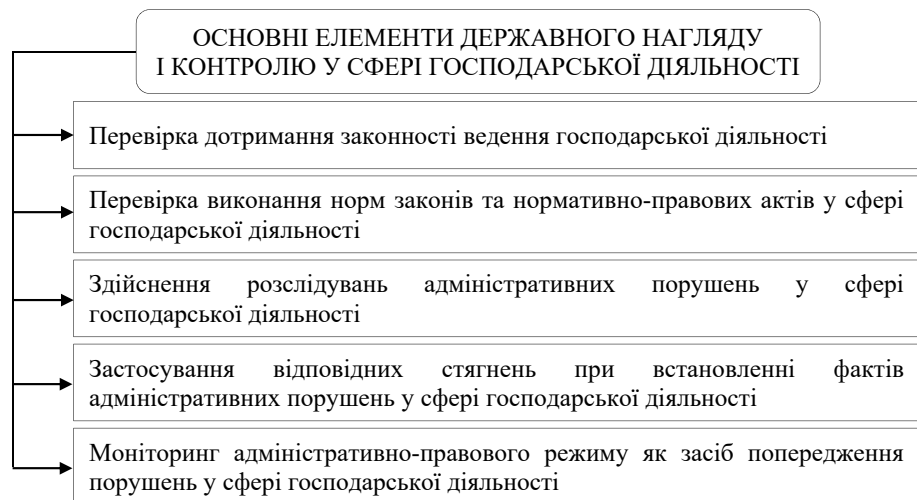 ОСНОВНІ ЕЛЕМЕНТИ ДЕРЖАВНОГО НАГЛЯДУ
І КОНТРОЛЮ У СФЕРІ ГОСПОДАРСЬКОЇ ДІЯЛЬНОСТІ
Перевірка дотримання законності ведення господарської діяльності
Перевірка виконання норм законів та нормативно-правових актів у сфері
господарської діяльності
Здійснення розслідувань адміністративних порушень у сфері
господарської діяльності
Застосування відповідних стягнень при встановленні фактів
адміністративних порушень у сфері господарської діяльності
Моніторинг адміністративно-правового режиму як засіб попередження
порушень у сфері господарської діяльності